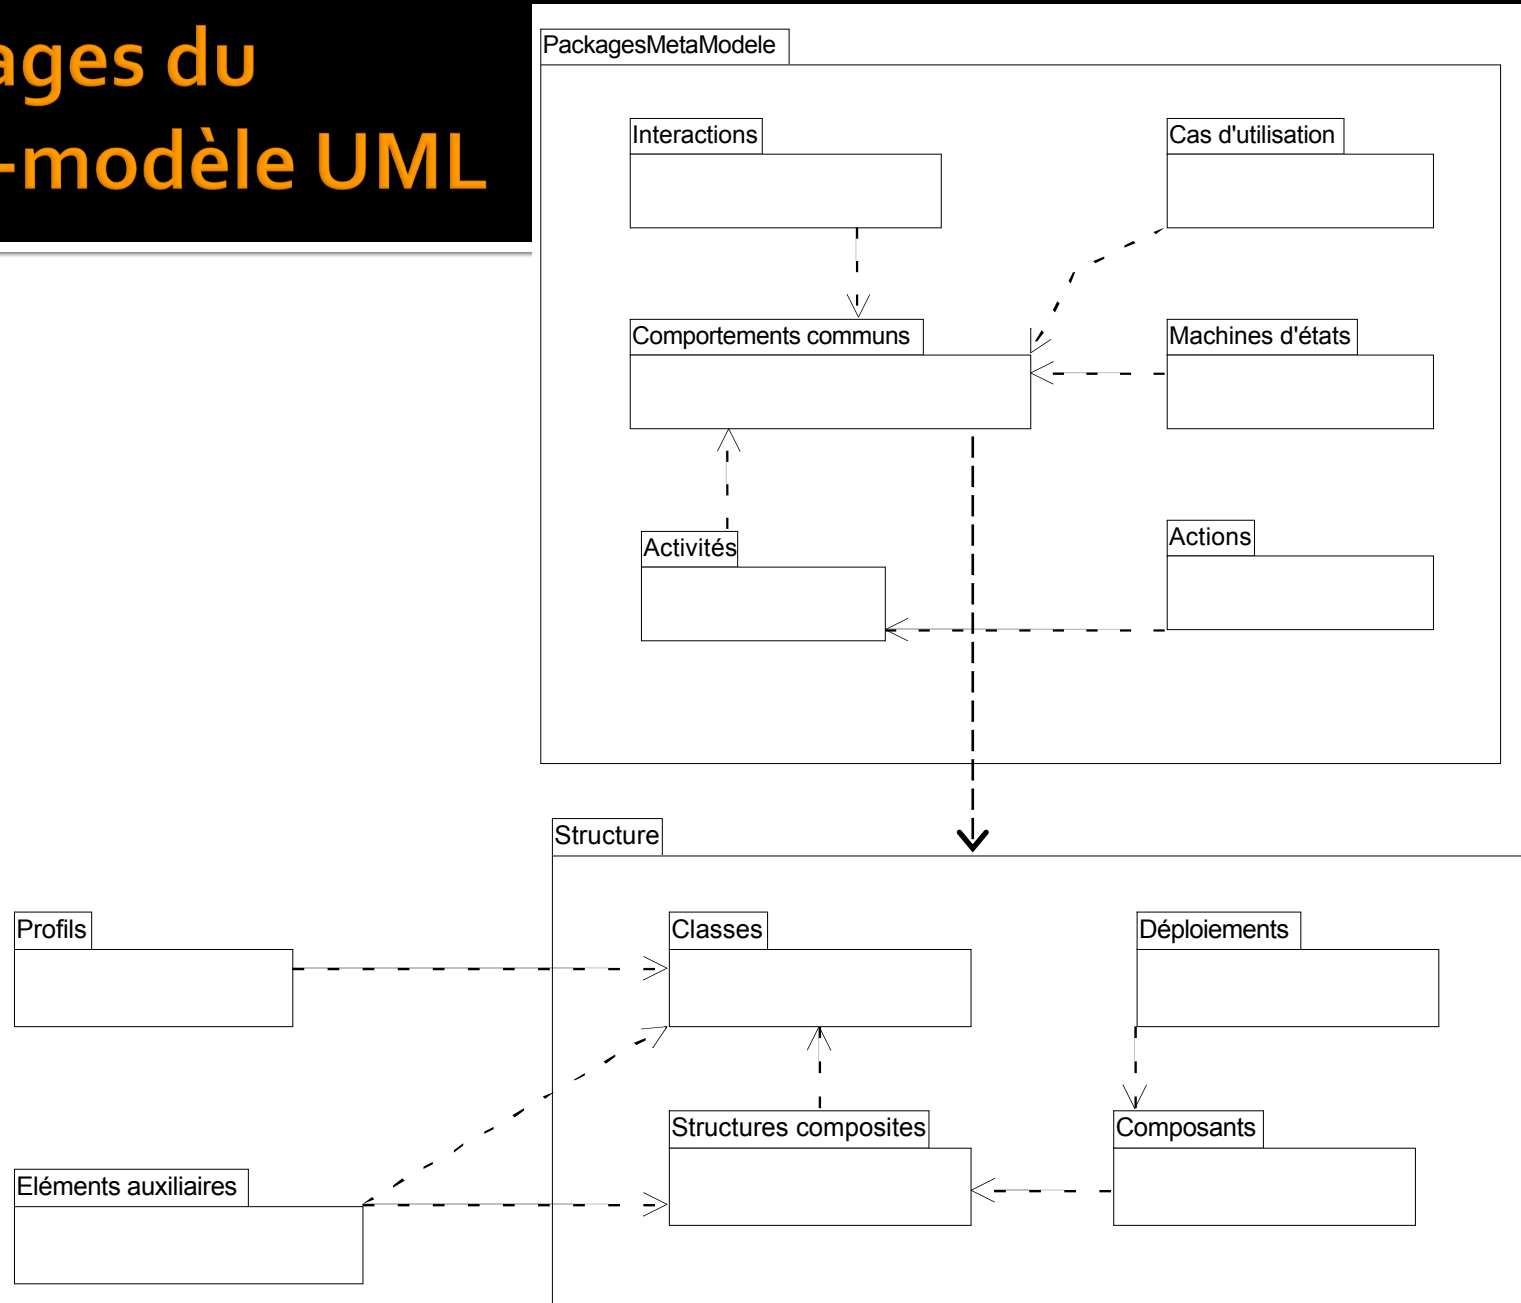 ages du
-modèle UML
PackagesMetaModele
Interactions
Cas d'utilisation
Comportements communs
Machines d'états
Activités
Actions
Structure
Profils
Classes
Déploiements
Structures composites
Composants
Eléments auxiliaires